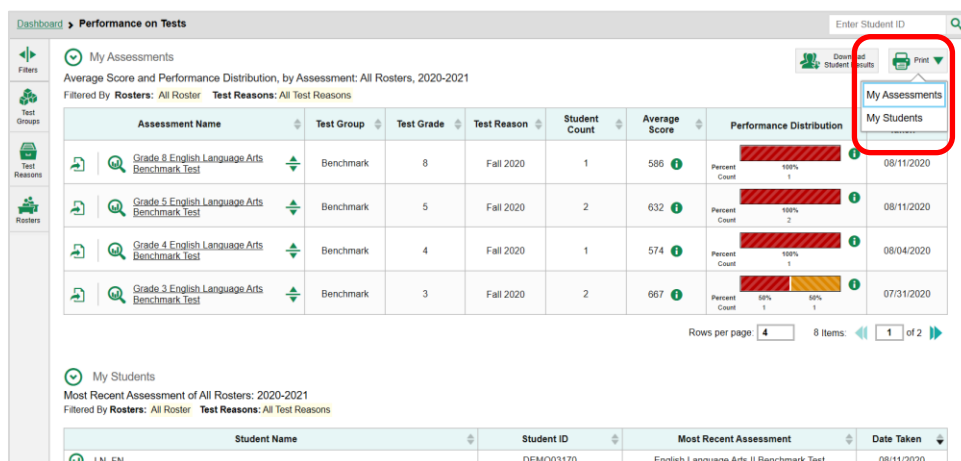 Dashboard > Performance on Tests
Enter Student ID
Filters
Test Groups
Test Reasons
Rosters
My Assessments
Download Student Results
Print
My Assessments
My Students
Average Score and Performance Distribution, by Assessment: All Rosters, 2020-2021
Filtered By Rosters: All Roster Test Reasons: All Test Reasons
Assessment Name Test Group Test Grade Test Reason Student Count Average Score Performance Distribution
Grade 8 English Language Arts Benchmark Test Benchmark 8 Fall 2020 1 586 08/11/2020
Percent 100%
Count 1
Grade 5 English Language Arts Benchmark Test Benchmark 5 Fall 2020 2 632 08/11/2020
Percent 100%
Count 2
Grade 4 English Language Arts Benchmark Test Benchmark 4 Fall 2020 1 574 08/04/2020
Percent 100%
Count 1
Grade 3 English Language Arts Benchmark Test Benchmark 3 Fall 2020 2 667 07/31/2020
Percent 50% 50%
Count 1 1
Rows per page: 4 8 Items: 1 of 2
My Students
Most Recent Assessment of All Rosters: 2020-2021
Filtered By Rosters: All Roster Test Reasons: All Test Reasons
Student Name Student ID Most Recent Assessment Date Taken
LN, FN DEMO03170 English Language Arts II Benchmark Test 08/11/2020